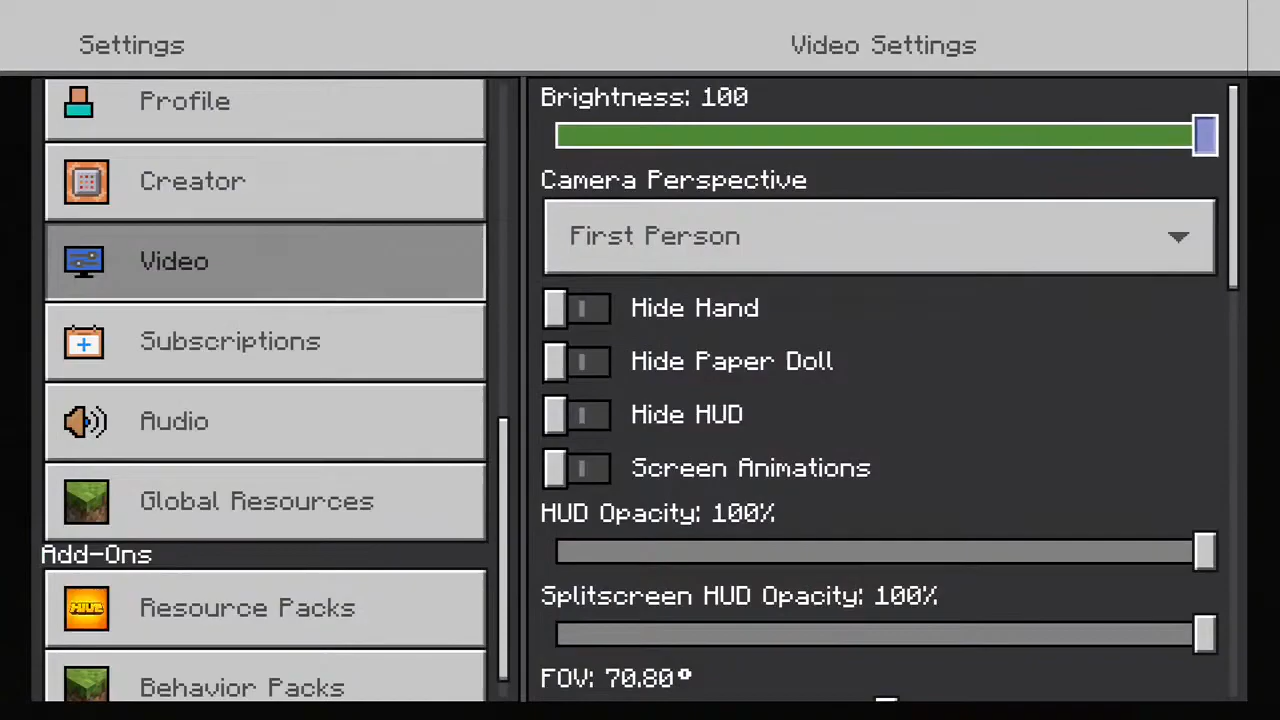 Settings
Video Settings
Profile
Creator
Video
Subscriptions
Audio
Global Resources
Add-Ons
HIVE
Resource Packs
Behavior Packs
Brightness: 100
Camera Perspective
First Person
Hide Hand
Hide Paper Doll
Hide HUD
Screen Animations
HUD Opacity: 100%
Splitscreen HUD Opacity: 100%
FOV: 70.80°